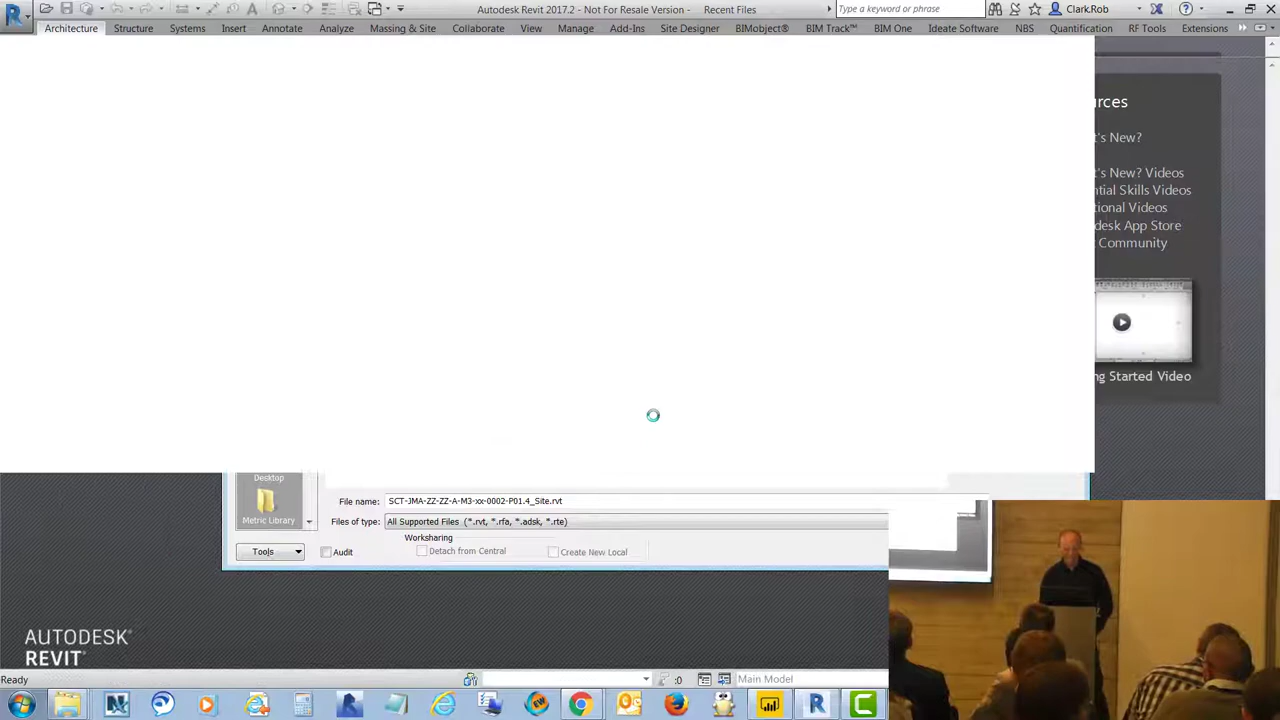 Autodesk Revit 2017.2 - Not For Resale Version - Recent Files
Type a keyword or phrase
Clark.Rob
Architecture Structure Systems Insert Annotate Analyze Massing & Site Collaborate View Manage Add-Ins Site Designer BIMobject® BIM Track™ BIM One Ideate Software NBS Quantification RF Tools Extensions
urces
t's New?
t's New? Videos
ntial Skills Videos
tional Videos
desk App Store
Community
ng Started Video
Desktop
Metric Library
File name: SCT-JMA-ZZ-ZZ-A-M3-xx-0002-P01.4_Site.rvt
Files of type: All Supported Files (*.rvt, *.rfa, *.adsk, *.rte)
Worksharing
Tools Audit Detach from Central Create New Local
AUTODESK®
REVIT®
Ready :0 Main Model